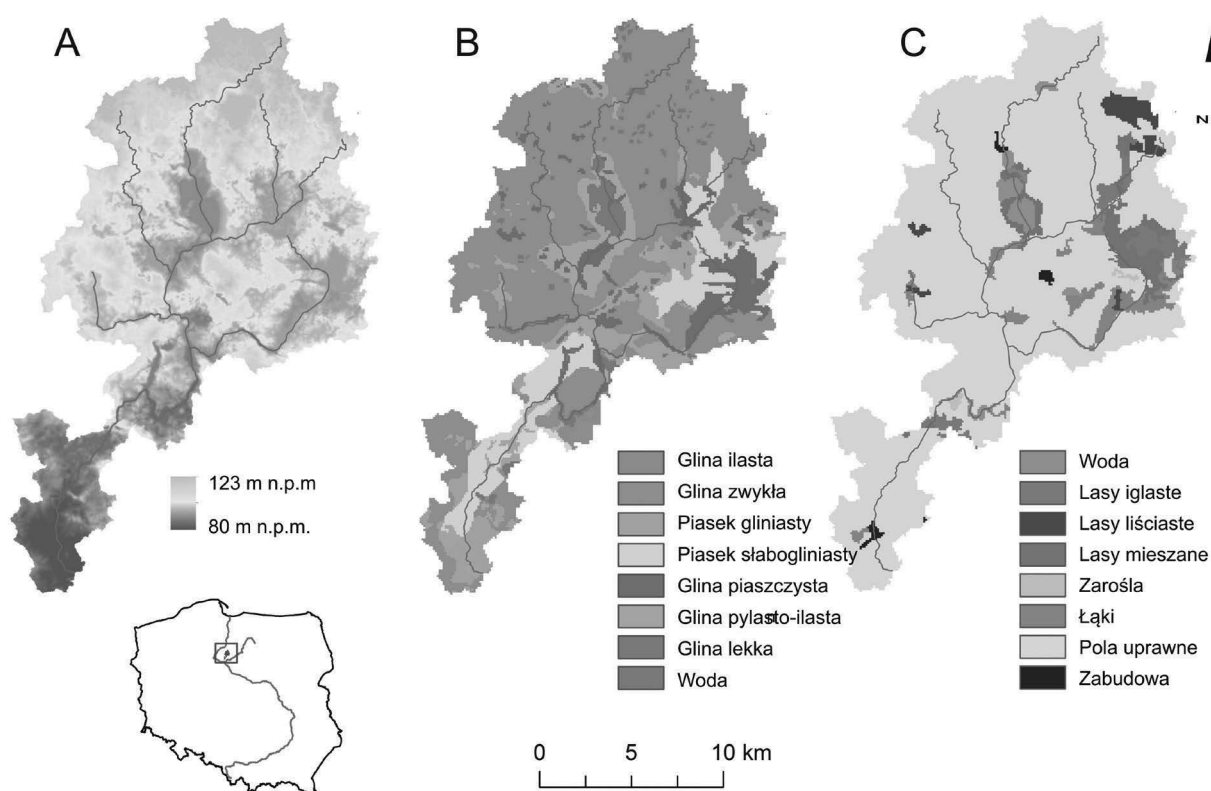 A
B
C
z
123 m n.p.m
80 m n.p.m.
Glina ilasta
Glina zwykła
Piasek gliniasty
Piasek słabogliniasty
Glina piaszczysta
Glina pylasto-ilasta
Glina lekka
Woda
Woda
Lasy iglaste
Lasy liściaste
Lasy mieszane
Zarośla
Łąki
Pola uprawne
Zabudowa
0 5 10 km